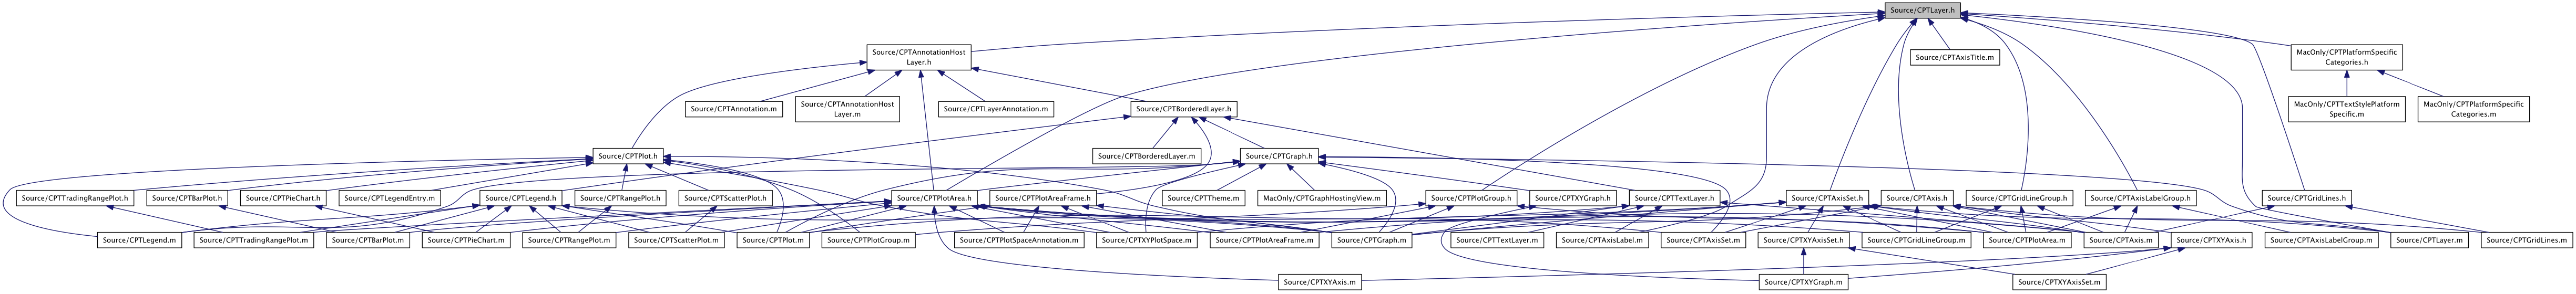 Source/CPTLayer.h
Source/CPTAnnotationHost
Layer.h
Source/CPTAxisTitle.m
MacOnly/CPTPlatformSpecific
Categories.h
Source/CPTAnnotation.m
Source/CPTAnnotationHost
Layer.m
Source/CPTLayerAnnotation.m
Source/CPTBorderedLayer.h
MacOnly/CPTTextStylePlatform
Specific.m
MacOnly/CPTPlatformSpecific
Categories.m
Source/CPTPlot.h
Source/CPTBorderedLayer.m
Source/CPTGraph.h
Source/CPTTradingRangePlot.h
Source/CPTBarPlot.h
Source/CPTPieChart.h
Source/CPTLegendEntry.m
Source/CPTLegend.h
Source/CPTRangePlot.h
Source/CPTScatterPlot.h
Source/CPTPlotArea.h
Source/CPTPlotAreaFrame.h
Source/CPTTheme.m
MacOnly/CPTGraphHostingView.m
Source/CPTPlotGroup.h
Source/CPTXYGraph.h
Source/CPTTextLayer.h
Source/CPTAxisSet.h
Source/CPTAxis.h
Source/CPTGridLineGroup.h
Source/CPTAxisLabelGroup.h
Source/CPTGridLines.h
Source/CPTLegend.m
Source/CPTTradingRangePlot.m
Source/CPTBarPlot.m
Source/CPTPieChart.m
Source/CPTRangePlot.m
Source/CPTScatterPlot.m
Source/CPTPlot.m
Source/CPTPlotGroup.m
Source/CPTPlotSpaceAnnotation.m
Source/CPTXYPlotSpace.m
Source/CPTPlotAreaFrame.m
Source/CPTGraph.m
Source/CPTTextLayer.m
Source/CPTAxisLabel.m
Source/CPTAxisSet.m
Source/CPTXYAxisSet.h
Source/CPTGridLineGroup.m
Source/CPTPlotArea.m
Source/CPTAxis.m
Source/CPTXYAxis.h
Source/CPTAxisLabelGroup.m
Source/CPTLayer.m
Source/CPTGridLines.m
Source/CPTXYAxis.m
Source/CPTXYGraph.m
Source/CPTXYAxisSet.m